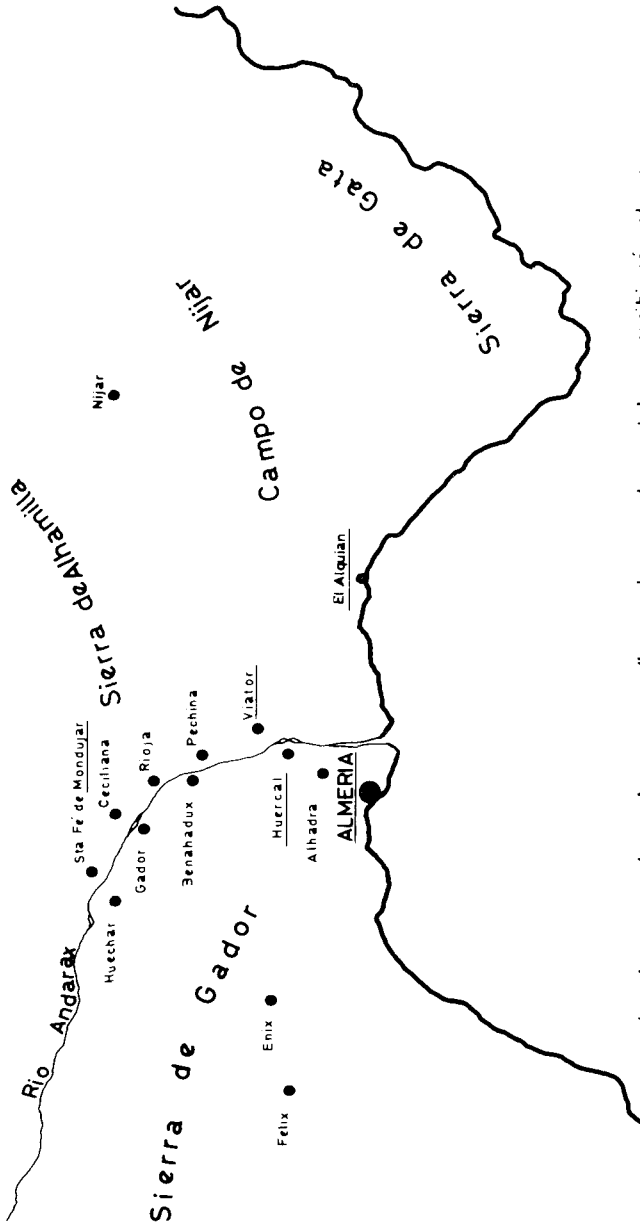 Rio Andarax
Sierra de Gador
Felix
Enix
Huechar
Sta Fé de Mondujar
Ceciliana
Gador
Rioja
Benahadux
Pechina
Viator
Huercal
Alhadra
ALMERIA
El Alquian
Sierra de Alhamilla
Nijar
Campo de Nijar
Sierra de Gata